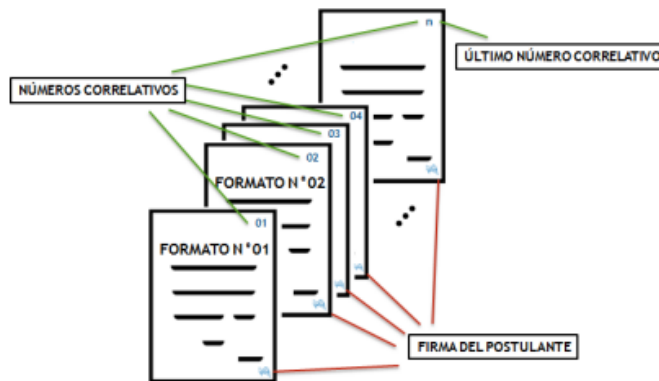 n
ÚLTIMO NÚMERO CORRELATIVO
NÚMEROS CORRELATIVOS
04
03
02
FORMATO N°02
01
FORMATO N°01
FIRMA DEL POSTULANTE